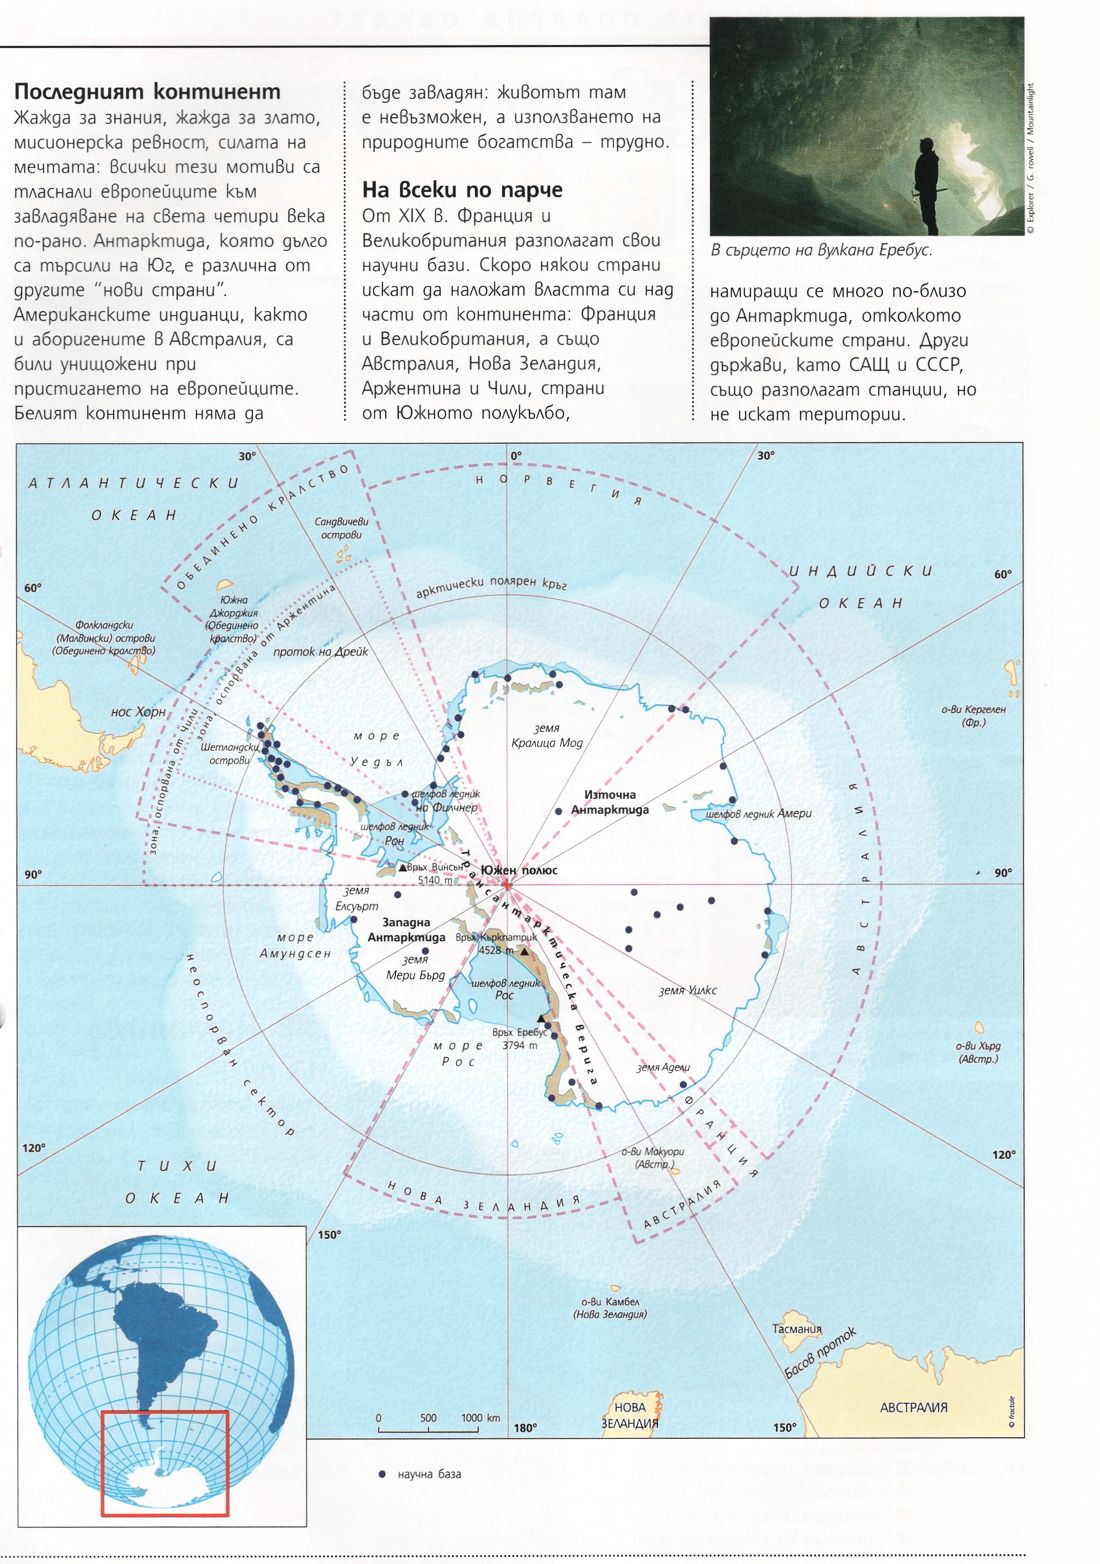 Последният континент
Жажда за знания, жажда за злато,
мисионерска ревност, силата на
мечтата: всички тези мотиви са
тласнали европейците към
завладяване на света четири века
по-рано. Антарктида, която дълго
са търсили на Юг, е различна от
другите “нови страни”.
Американските индианци, както
и аборигените в Австралия, са
били унищожени при
пристигането на европейците.
Белият континент няма да
бъде завладян: животът там
е невъзможен, а използването на
природните богатства – трудно.
На всеки по парче
От XIX в. Франция и
Великобритания разполагат свои
научни бази. Скоро някои страни
искат да наложат властта си над
части от континента: Франция
и Великобритания, а също
Австралия, Нова Зеландия,
Аржентина и Чили, страни
от Южното полукълбо,
© Explorer / G. rowell / Mountainlight
В сърцето на вулкана Еребус.
намиращи се много по-близо
до Антарктида, отколкото
европейските страни. Други
държави, като САЩ и СССР,
също разполагат станции, но
не искат територии.
30°
0°
30°
АТЛАНТИЧЕСКИ
ОКЕАН
ОБЕДИНЕНО КРАЛСТВО
НОРВЕГИЯ
Сандвичеви
острови
ИНДИЙСКИ
ОКЕАН
60°
60°
арктически полярен кръг
Южна
Джорджия
(Обединено
кралство)
Фолкландски
(Малвински) острови
(Обединено кралство)
зона, оспорвана от Аржентина
зона, оспорвана от Чили
проток на Дрейк
нос Хорн
Шетландски
острови
море
Уедъл
земя
Кралица Мод
о-ви Кергелен
(Фр.)
Източна
Антарктида
шелфов ледник
на Филчнер
шелфов ледник Амери
шелфов ледник
Рон
АВСТРАЛИЯ
Връх Винсън
5140 m
Южен полюс
90°
90°
земя
Елсуърт
Западна
Антарктида
Трансантарктическа верига
Връх Къркпатрик
4528 m
море
Амундсен
земя
Мери Бърд
шелфов ледник
Рос
земя Уилкс
неоспорван сектор
Връх Еребус
3794 m
море
Рос
о-ви Хърд
(Австр.)
земя Адели
ФРАНЦИЯ
120°
120°
о-ви Макуори
(Австр.)
ТИХИ
ОКЕАН
НОВА ЗЕЛАНДИЯ
АВСТРАЛИЯ
150°
о-ви Камбел
(Нова Зеландия)
Тасмания
Басов проток
НОВА
ЗЕЛАНДИЯ
АВСТРАЛИЯ
0 500 1000 km
180°
150°
© fractale
научна база